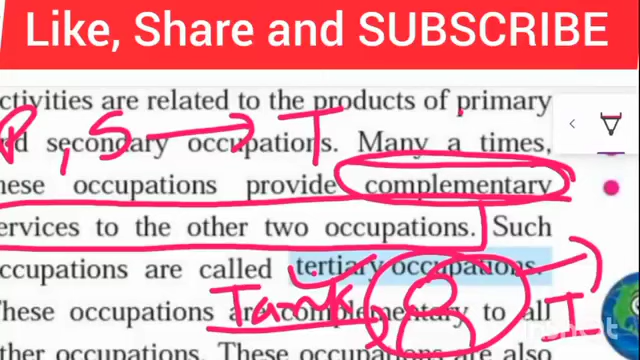 Like, Share and SUBSCRIBE
ctivities are related to the products of primary
P, S → T
d secondary occupations. Many a times,
hese occupations provide complementary
ervices to the other two occupations. Such
ccupations are called tertiary occupations.
Tank I
hese occupations are complementary to all
ther occupations. These occupations are also